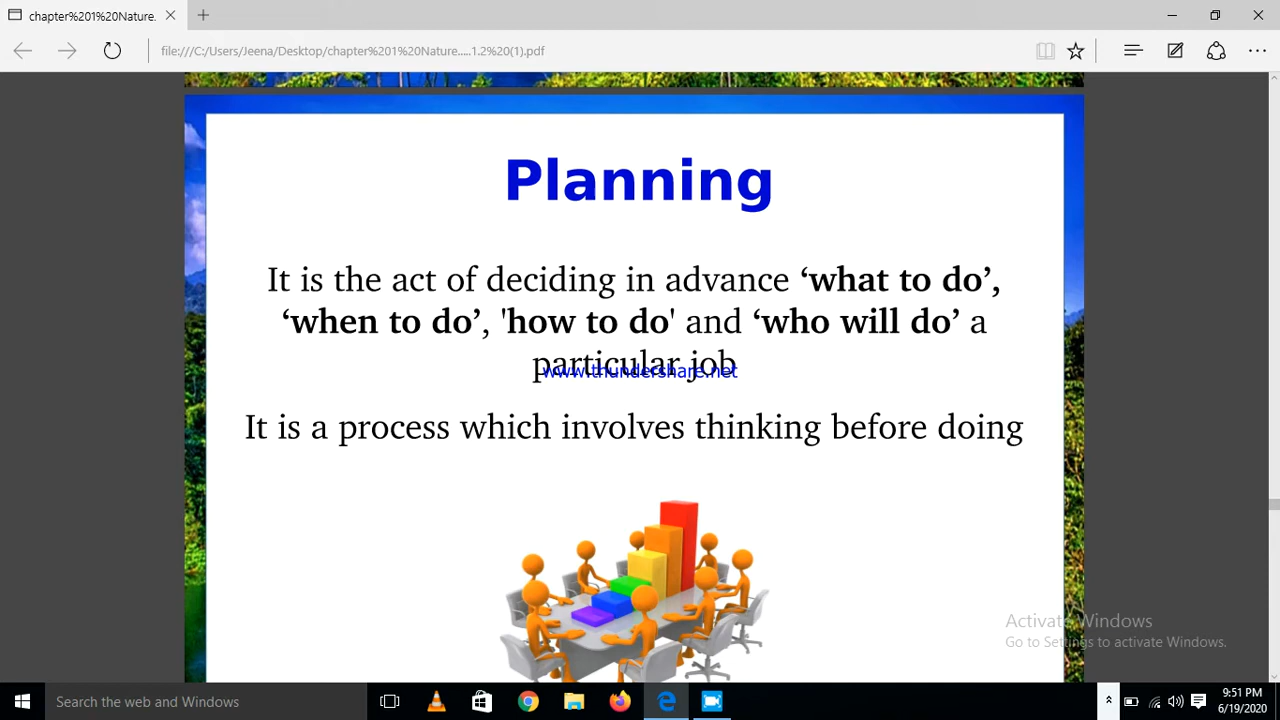 chapter%201%20Nature.
file:///C:/Users/Jeena/Desktop/chapter%201%20Nature.....1.2%20(1).pdf
Planning
It is the act of deciding in advance ‘what to do’,
‘when to do’, 'how to do' and ‘who will do’ a
particular job
www.thundershare.net
It is a process which involves thinking before doing
Activate Windows
Go to Settings to activate Windows.
Search the web and Windows
9:51 PM
6/19/2020